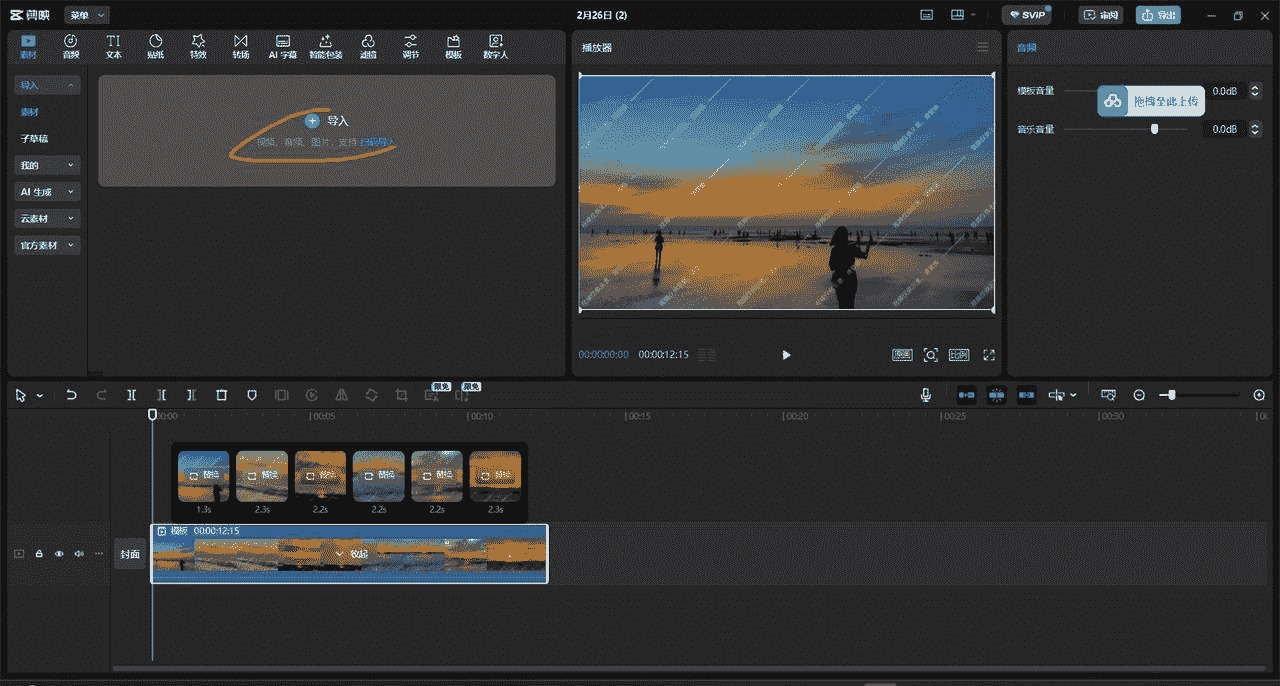 剪映 菜单 2月26日 (2) SVIP 审阅 导出
素材 音频 文本 贴纸 特效 转场 AI 字幕 智能包装 滤镜 调节 模板 数字人
导入
素材
子草稿
我的
AI 生成
云素材
官方素材
导入
视频、音频、图片，支持 扫码导入
播放器
00:00:00:00 00:00:12:15 比例
音频
模板音量 0.0dB
拖拽至此上传
音乐音量 0.0dB
限免 限免
00:00 00:05 00:10 00:15 00:20 00:25 00:30
替换 替换 替换 替换 替换 替换
1.3s 2.3s 2.2s 2.2s 2.2s 2.3s
模板 00:00:12:15
封面 收起